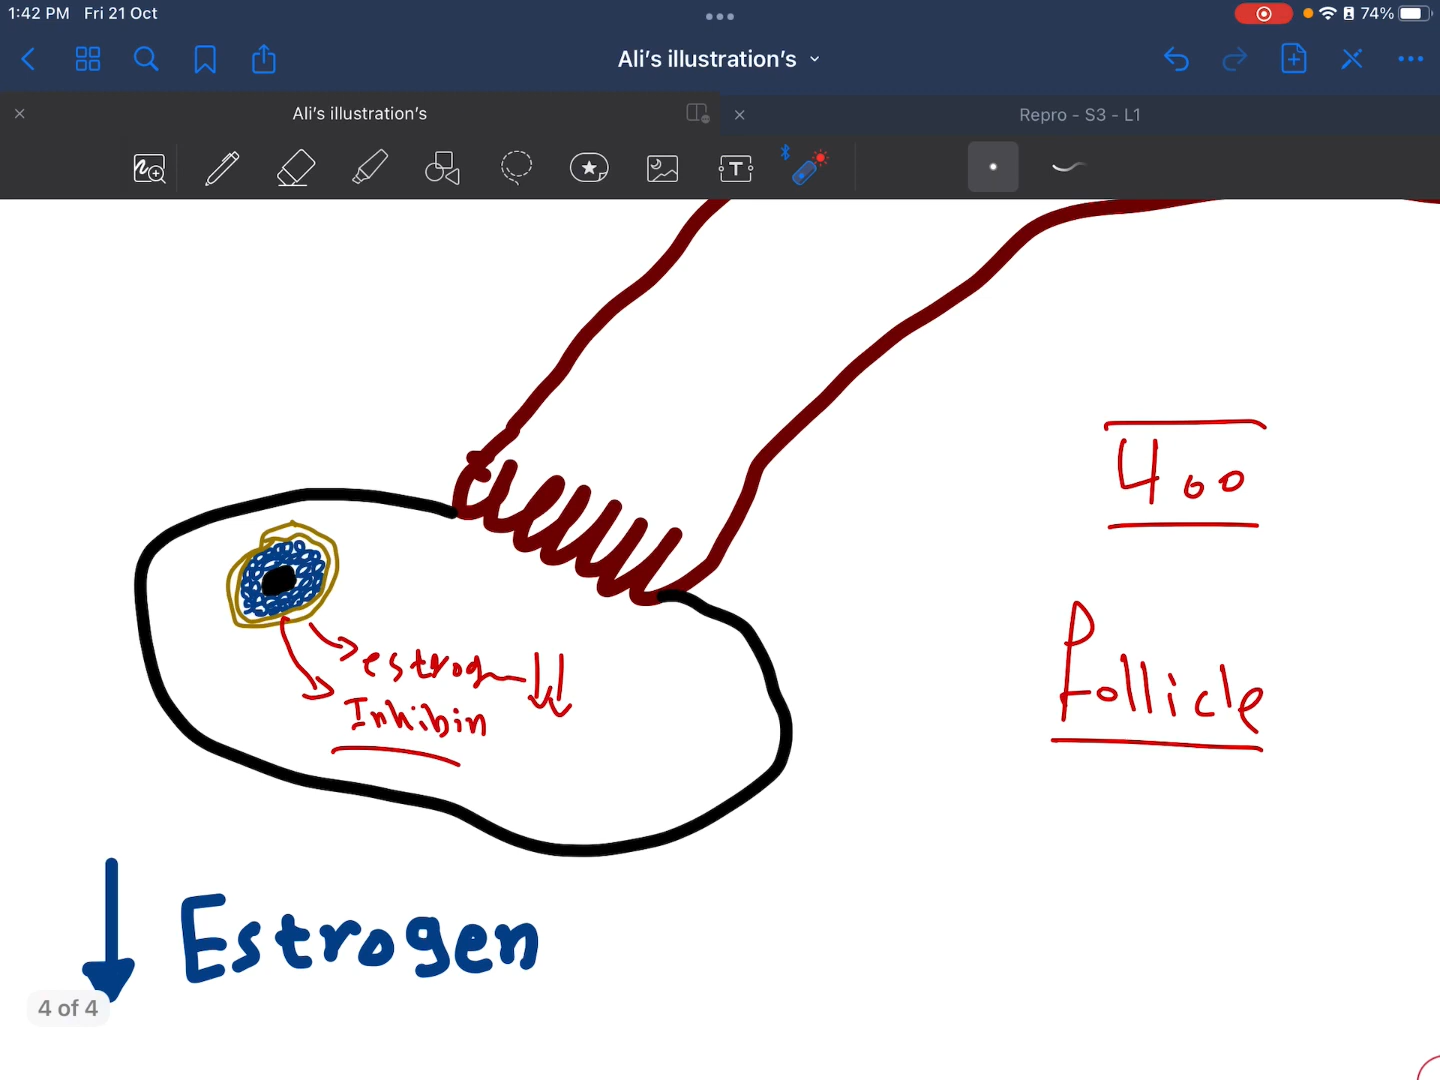 1:42 PM Fri 21 Oct
74%
Ali's illustration's
Ali's illustration's
Repro - S3 - L1
T
400
Follicle
estrogen
Inhibin
Estrogen
4 of 4